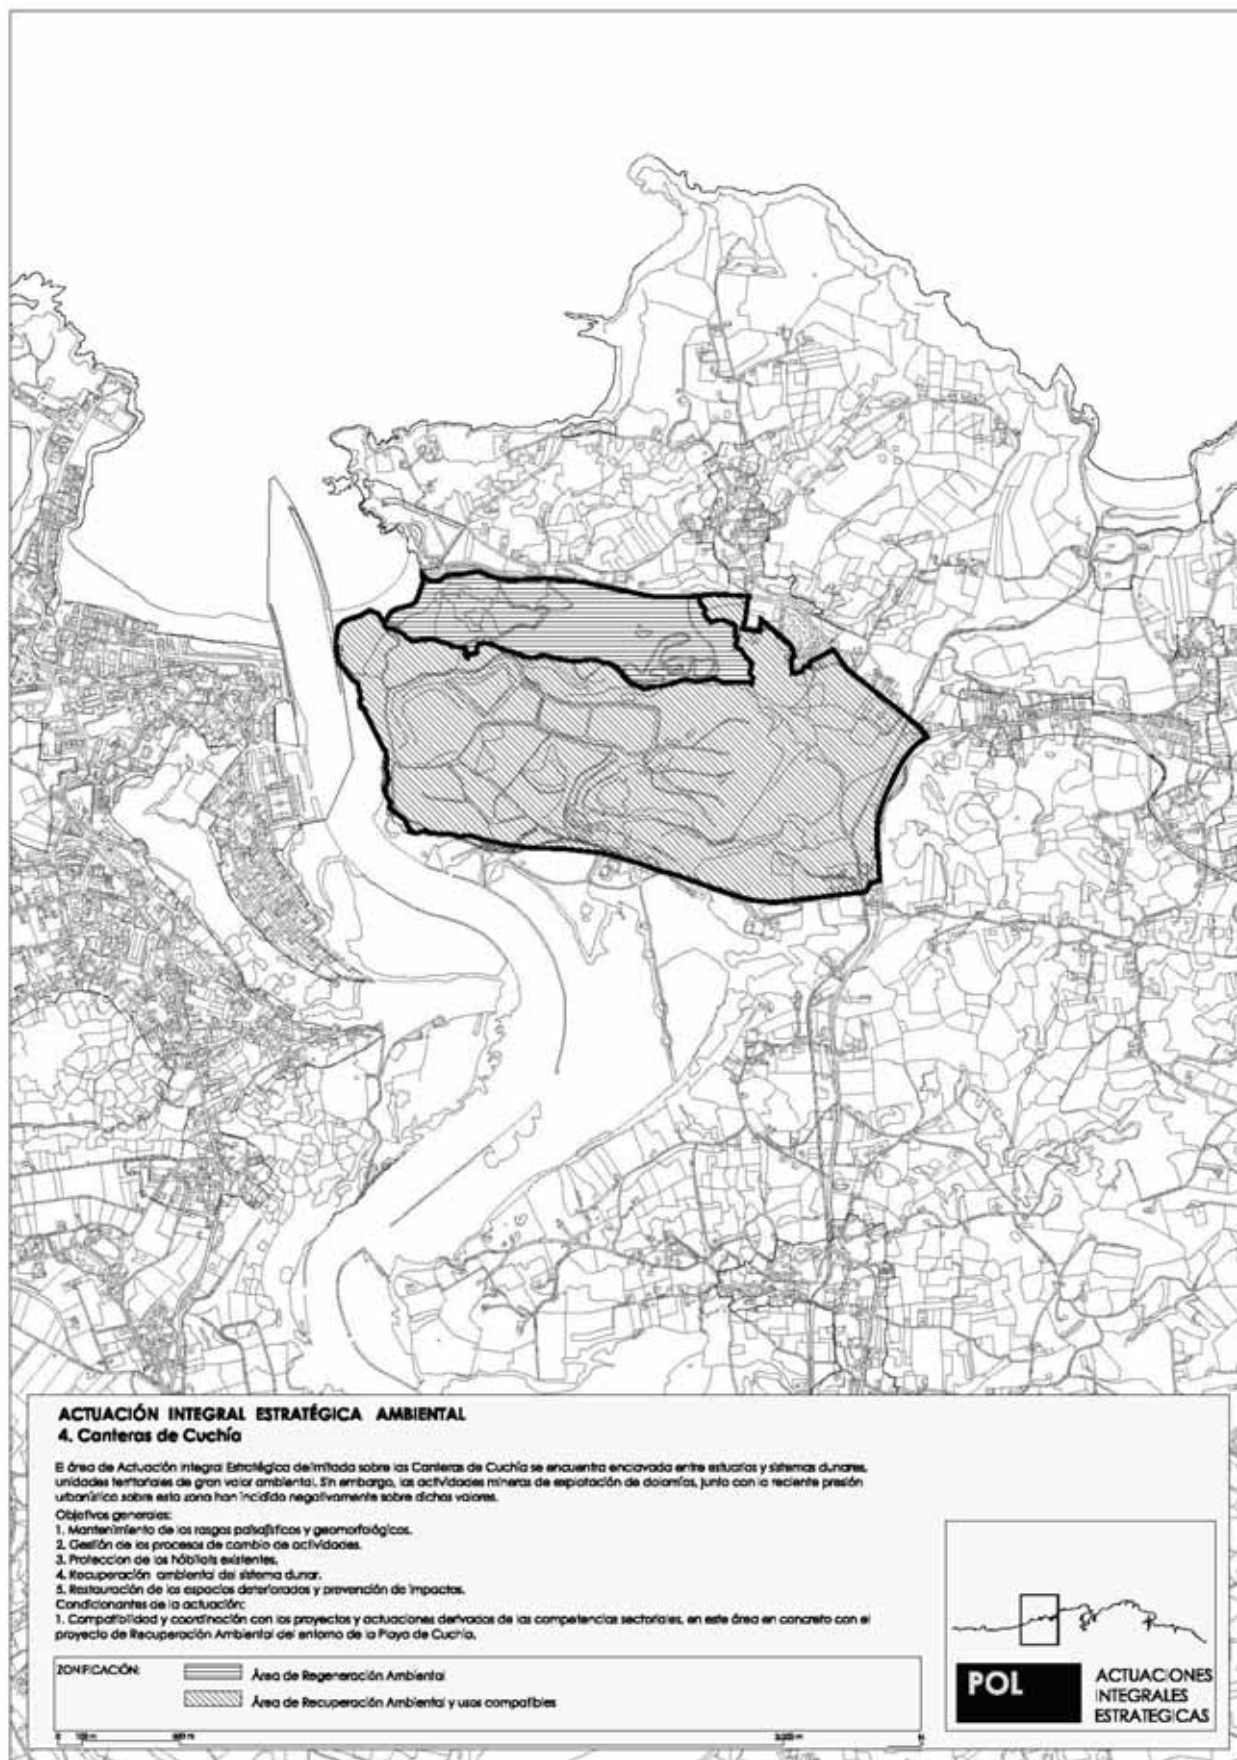 ACTUACIÓN INTEGRAL ESTRATÉGICA AMBIENTAL
4. Canteras de Cuchía
El área de Actuación Integral Estratégica delimitada sobre las Canteras de Cuchía se encuentra enclavada entre estuarios y sistemas dunares,
unidades territoriales de gran valor ambiental. Sin embargo, las actividades mineras de explotación de dolomías, junto con la reciente presión
urbanística sobre esta zona han incidido negativamente sobre dichos valores.
Objetivos generales:
1. Mantenimiento de los rasgos paisajísticos y geomorfológicos.
2. Gestión de los procesos de cambio de actividades.
3. Proteccion de los hábitats existentes.
4. Recuperación ambiental del sistema dunar.
5. Restauración de los espacios deteriorados y prevención de impactos.
Condicionantes de la actuación:
1. Compatibilidad y coordinación con los proyectos y actuaciones derivados de las competencias sectoriales, en este área en concreto con el
proyecto de Recuperación Ambiental del entorno de la Playa de Cuchía.
ZONIFICACIÓN:
Área de Regeneración Ambiental
Área de Recuperación Ambiental y usos compatibles
POL
ACTUACIONES
INTEGRALES
ESTRATEGICAS